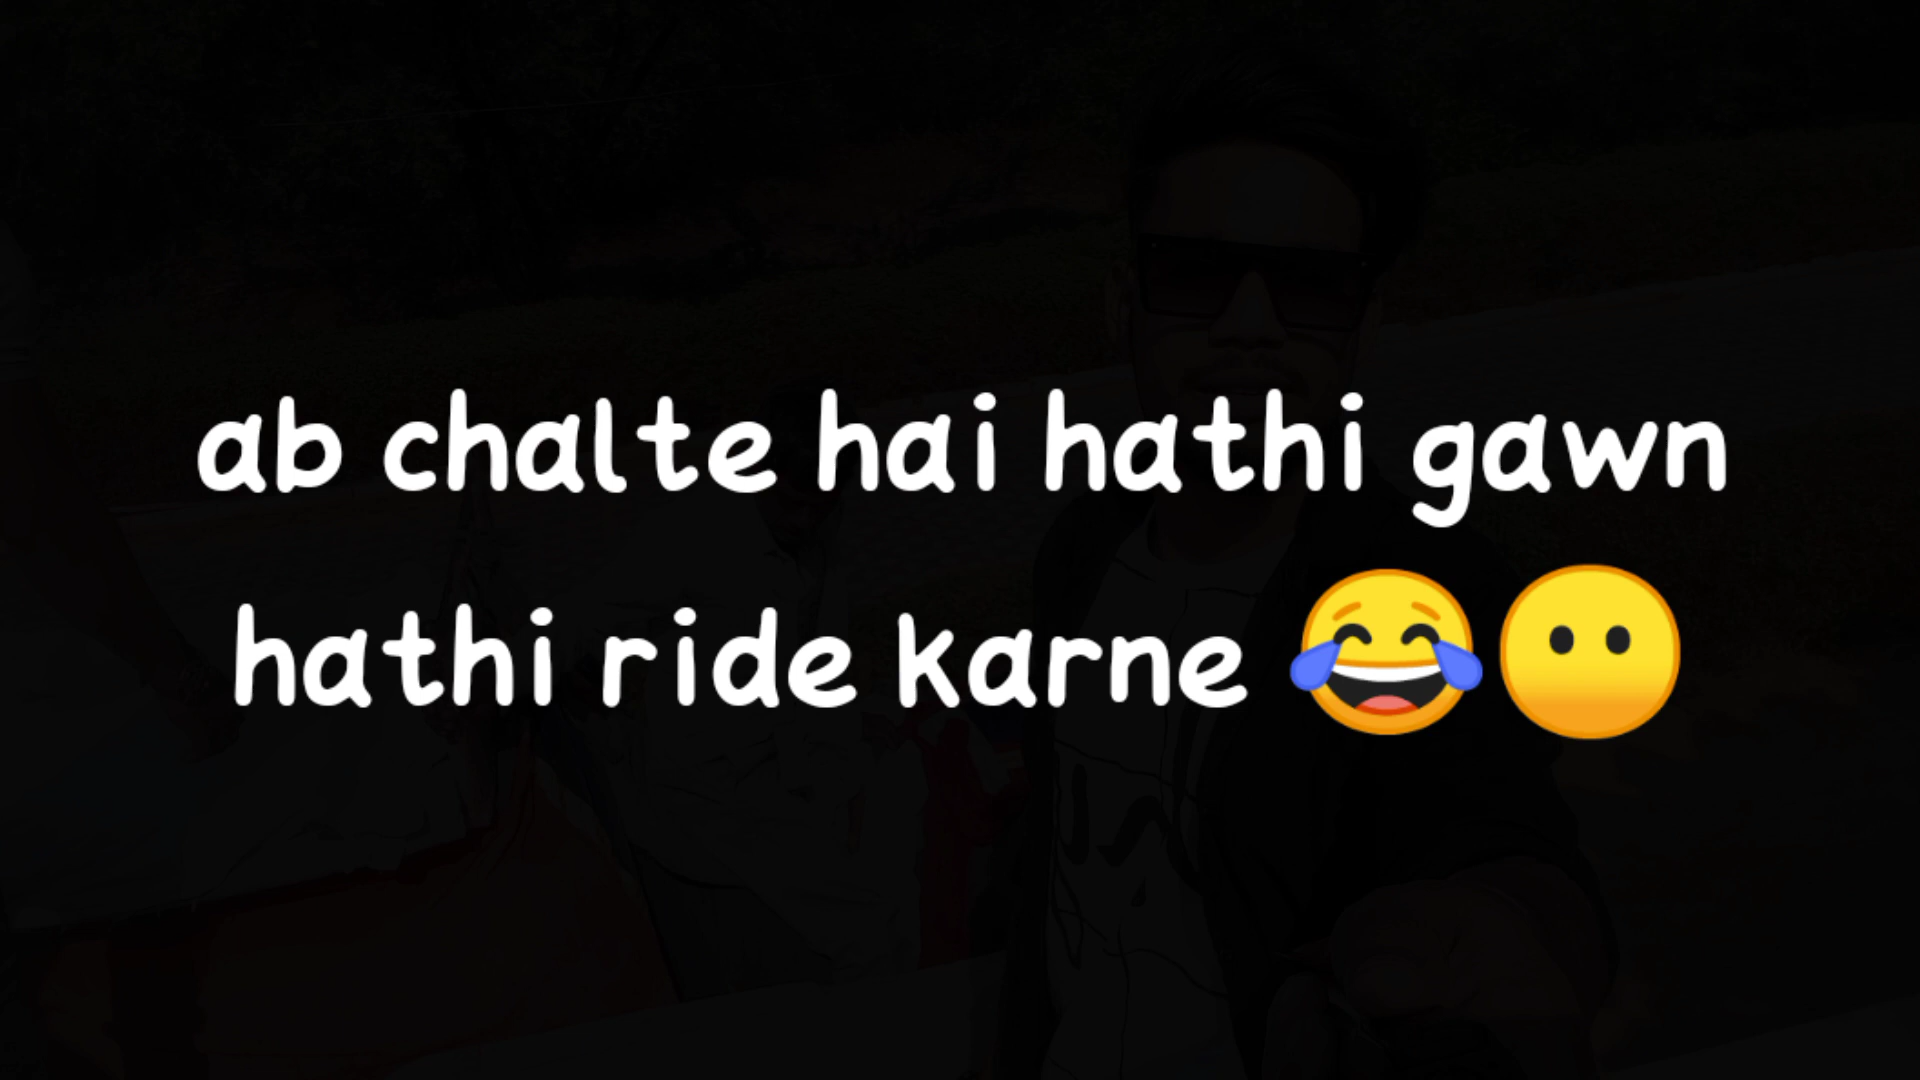 ab chalte hai hathi gawn
hathi ride karne 😂😶